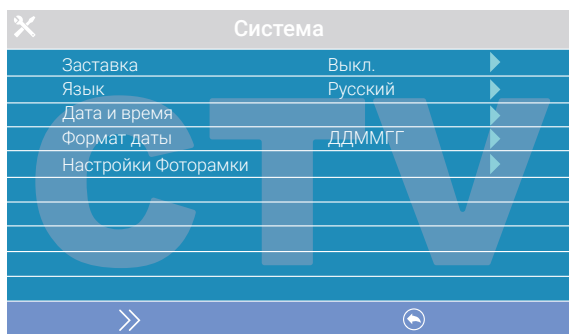 Система
Заставка Выкл.
Язык Русский
Дата и время
Формат даты ДДММГГ
Настройки Фоторамки
CTV